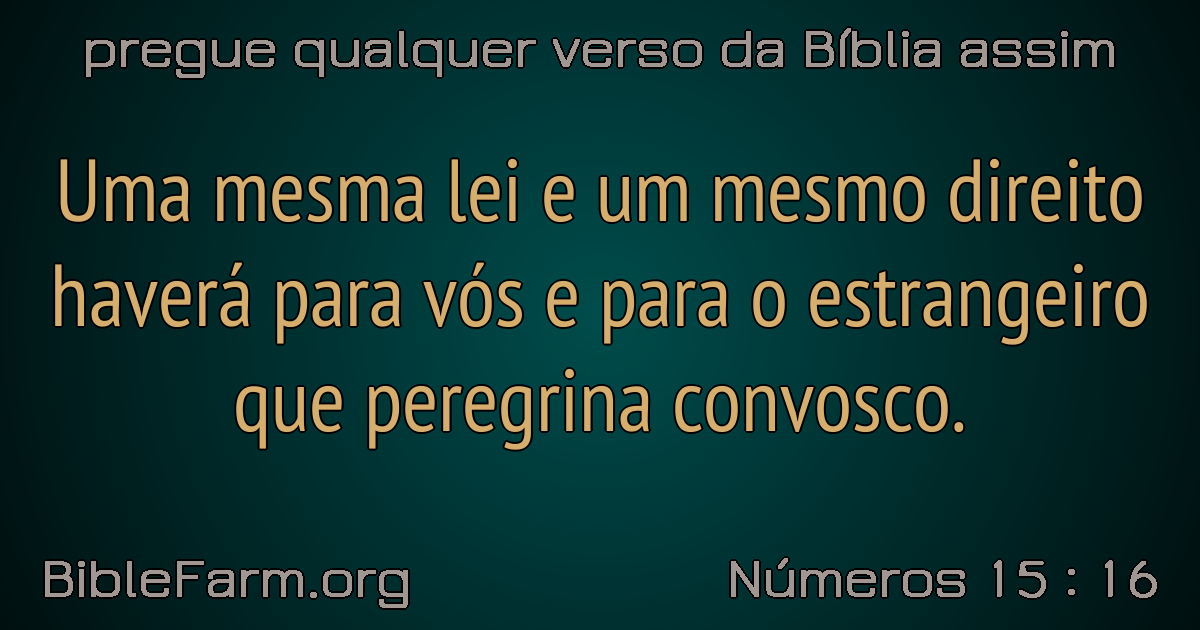 pregue qualquer verso da Bíblia assim
Uma mesma lei e um mesmo direito
haverá para vós e para o estrangeiro
que peregrina convosco.
BibleFarm.org
Números 15 : 16